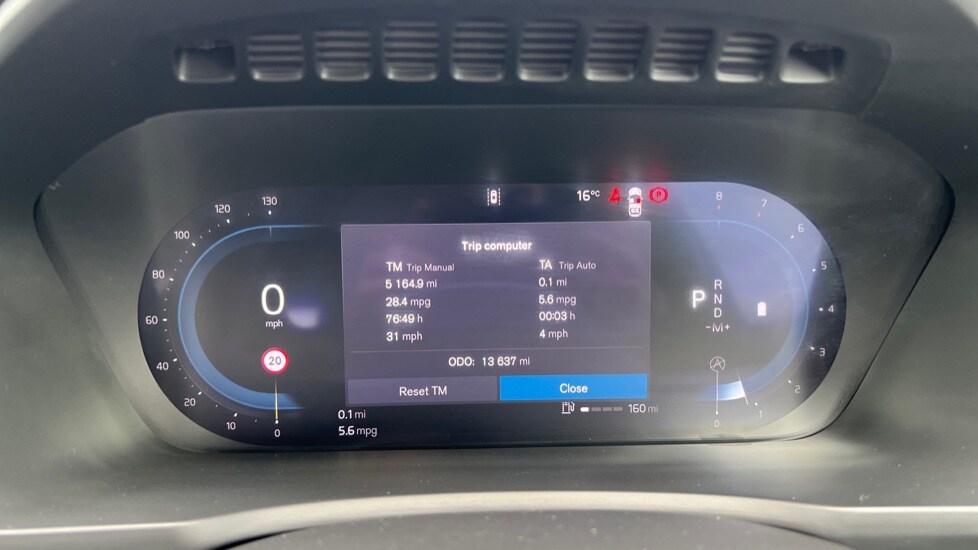 16°C
P
130
120
100
80
60
40
20
10
0
0
mph
20
Trip computer
TM Trip Manual
5 164.9 mi
28.4 mpg
76:49 h
31 mph
TA Trip Auto
0.1 mi
5.6 mpg
00:03 h
4 mph
ODO: 13 637 mi
Reset TM
Close
0.1 mi
5.6 mpg
160 mi
P
R
N
D
-M+
A
8
7
6
5
4
3
2
1
0